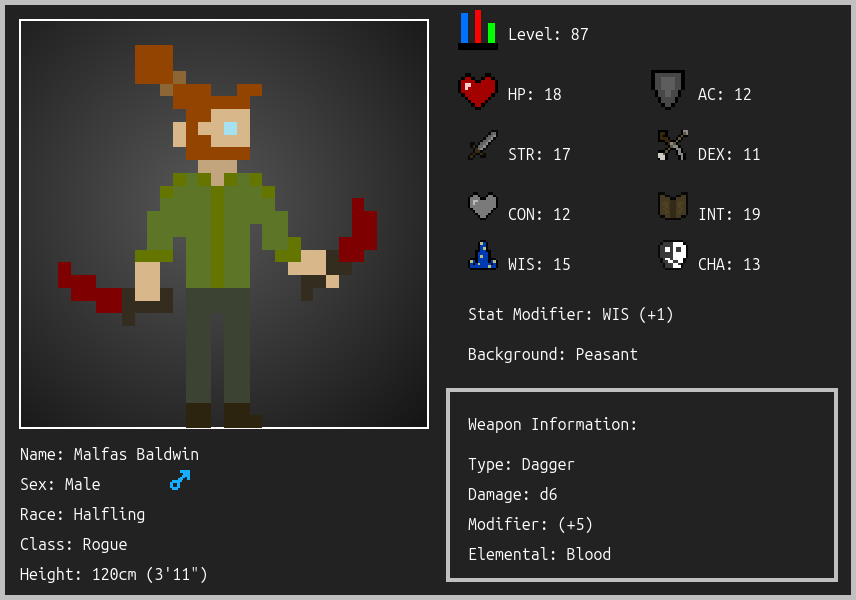 Level: 87
HP: 18
AC: 12
STR: 17
DEX: 11
CON: 12
INT: 19
WIS: 15
CHA: 13
Stat Modifier: WIS (+1)
Background: Peasant
Weapon Information:
Type: Dagger
Damage: d6
Modifier: (+5)
Elemental: Blood
Name: Malfas Baldwin
Sex: Male
Race: Halfling
Class: Rogue
Height: 120cm (3'11")